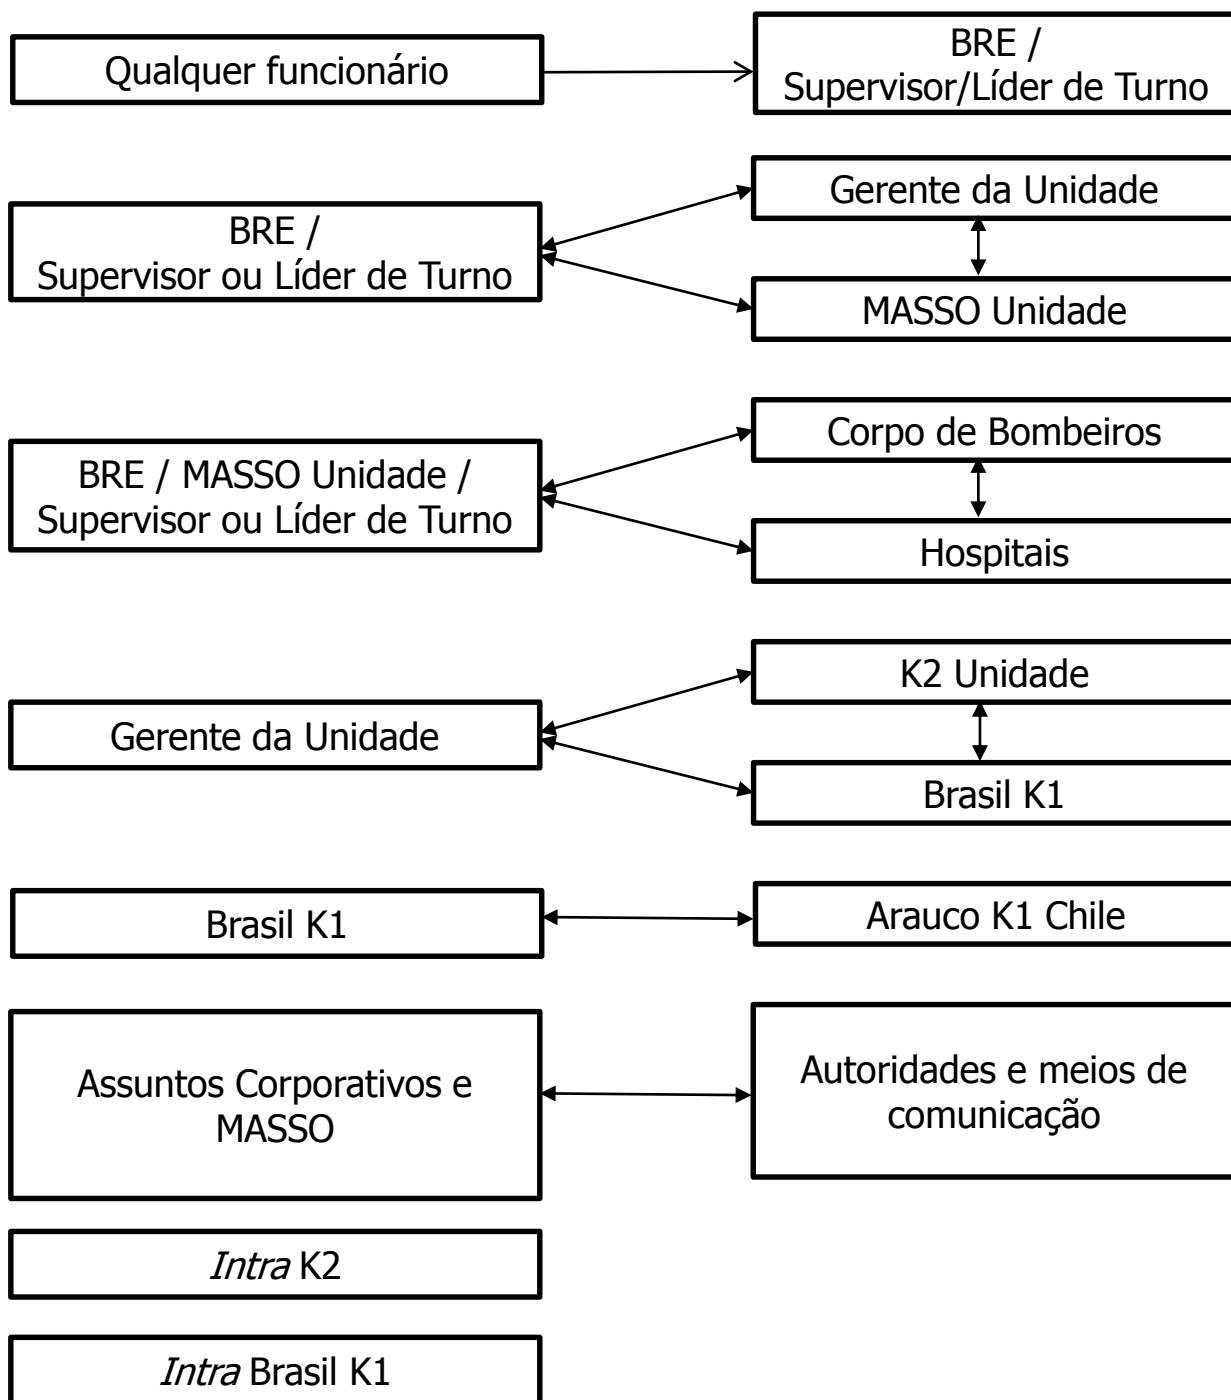 Qualquer funcionário
BRE /
Supervisor/Líder de Turno
BRE /
Supervisor ou Líder de Turno
Gerente da Unidade
MASSO Unidade
BRE / MASSO Unidade /
Supervisor ou Líder de Turno
Corpo de Bombeiros
Hospitais
Gerente da Unidade
K2 Unidade
Brasil K1
Brasil K1
Arauco K1 Chile
Assuntos Corporativos e
MASSO
Autoridades e meios de
comunicação
Intra K2
Intra Brasil K1